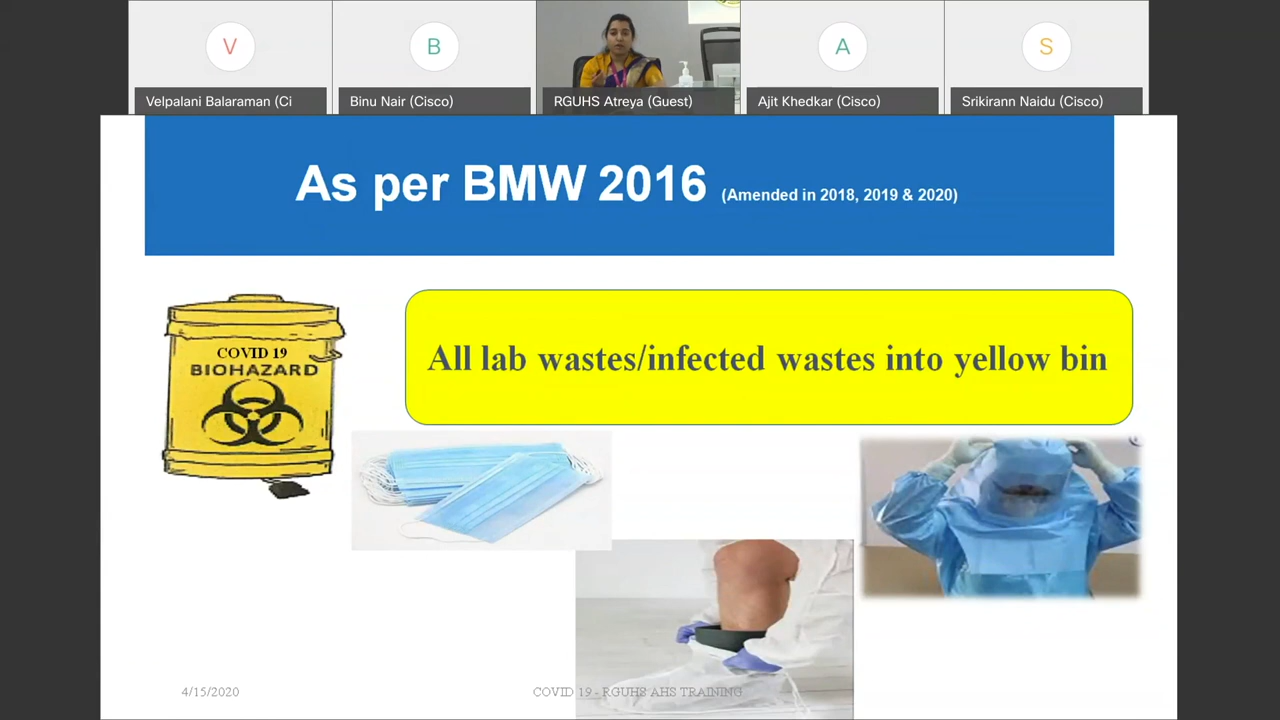 V
B
A
S
Velpalani Balaraman (Ci
Binu Nair (Cisco)
RGUHS Atreya (Guest)
Ajit Khedkar (Cisco)
Srikirann Naidu (Cisco)
As per BMW 2016 (Amended in 2018, 2019 & 2020)
COVID 19
BIOHAZARD
All lab wastes/infected wastes into yellow bin
4/15/2020
COVID 19 - RGUHS AHS TRAINING